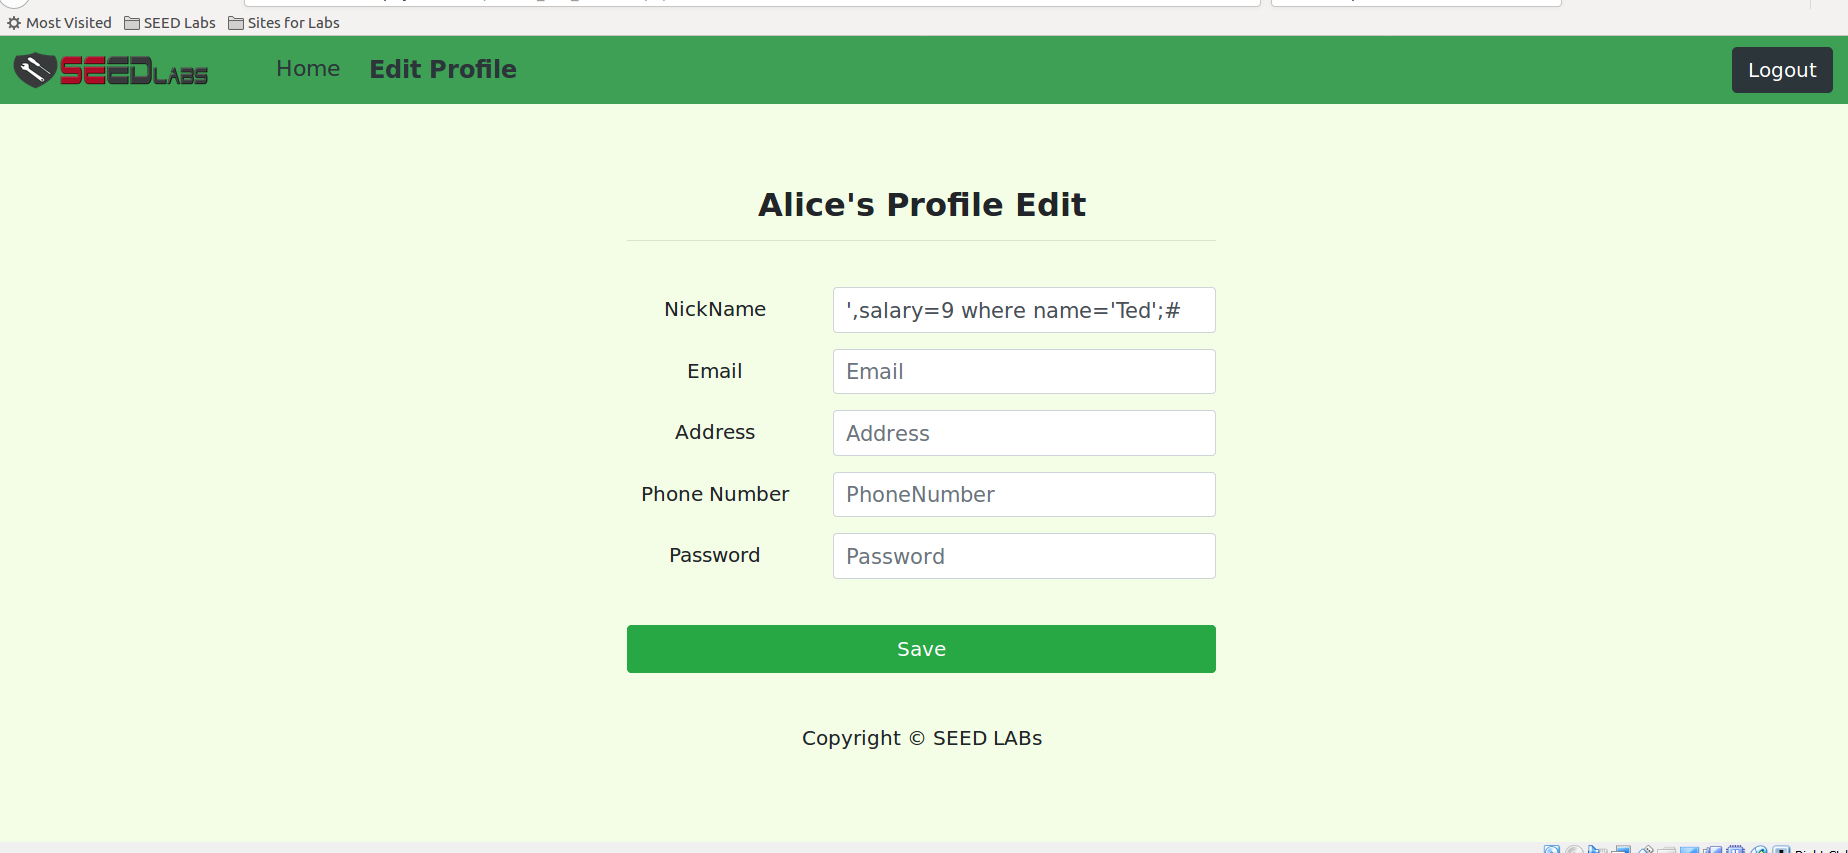 Most Visited SEED Labs Sites for Labs
SEEDLABS Home Edit Profile Logout
Alice's Profile Edit
NickName ',salary=9 where name='Ted';#
Email Email
Address Address
Phone Number PhoneNumber
Password Password
Save
Copyright © SEED LABs